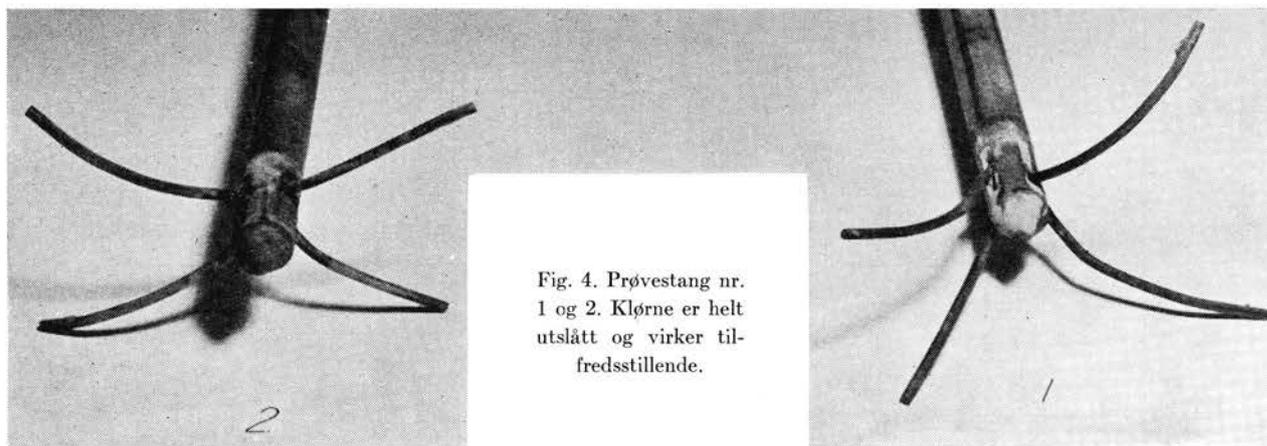 Fig. 4. Prøvestang nr.
1 og 2. Klørne er helt
utslått og virker til-
fredsstillende.
2
1